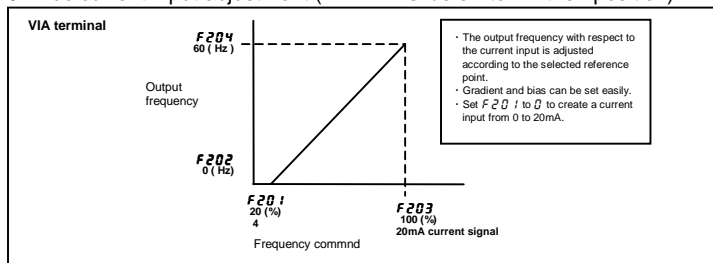 VIA terminal
F204
60 ( Hz)
Output
frequency
F202
0 ( Hz)
F201
20 (%)
4
F203
100 (%)
20mA current signal
Frequency commnd
· The output frequency with respect to
the current input is adjusted
according to the selected reference
point.
· Gradient and bias can be set easily.
· Set F201 to 0 to create a current
input from 0 to 20mA.